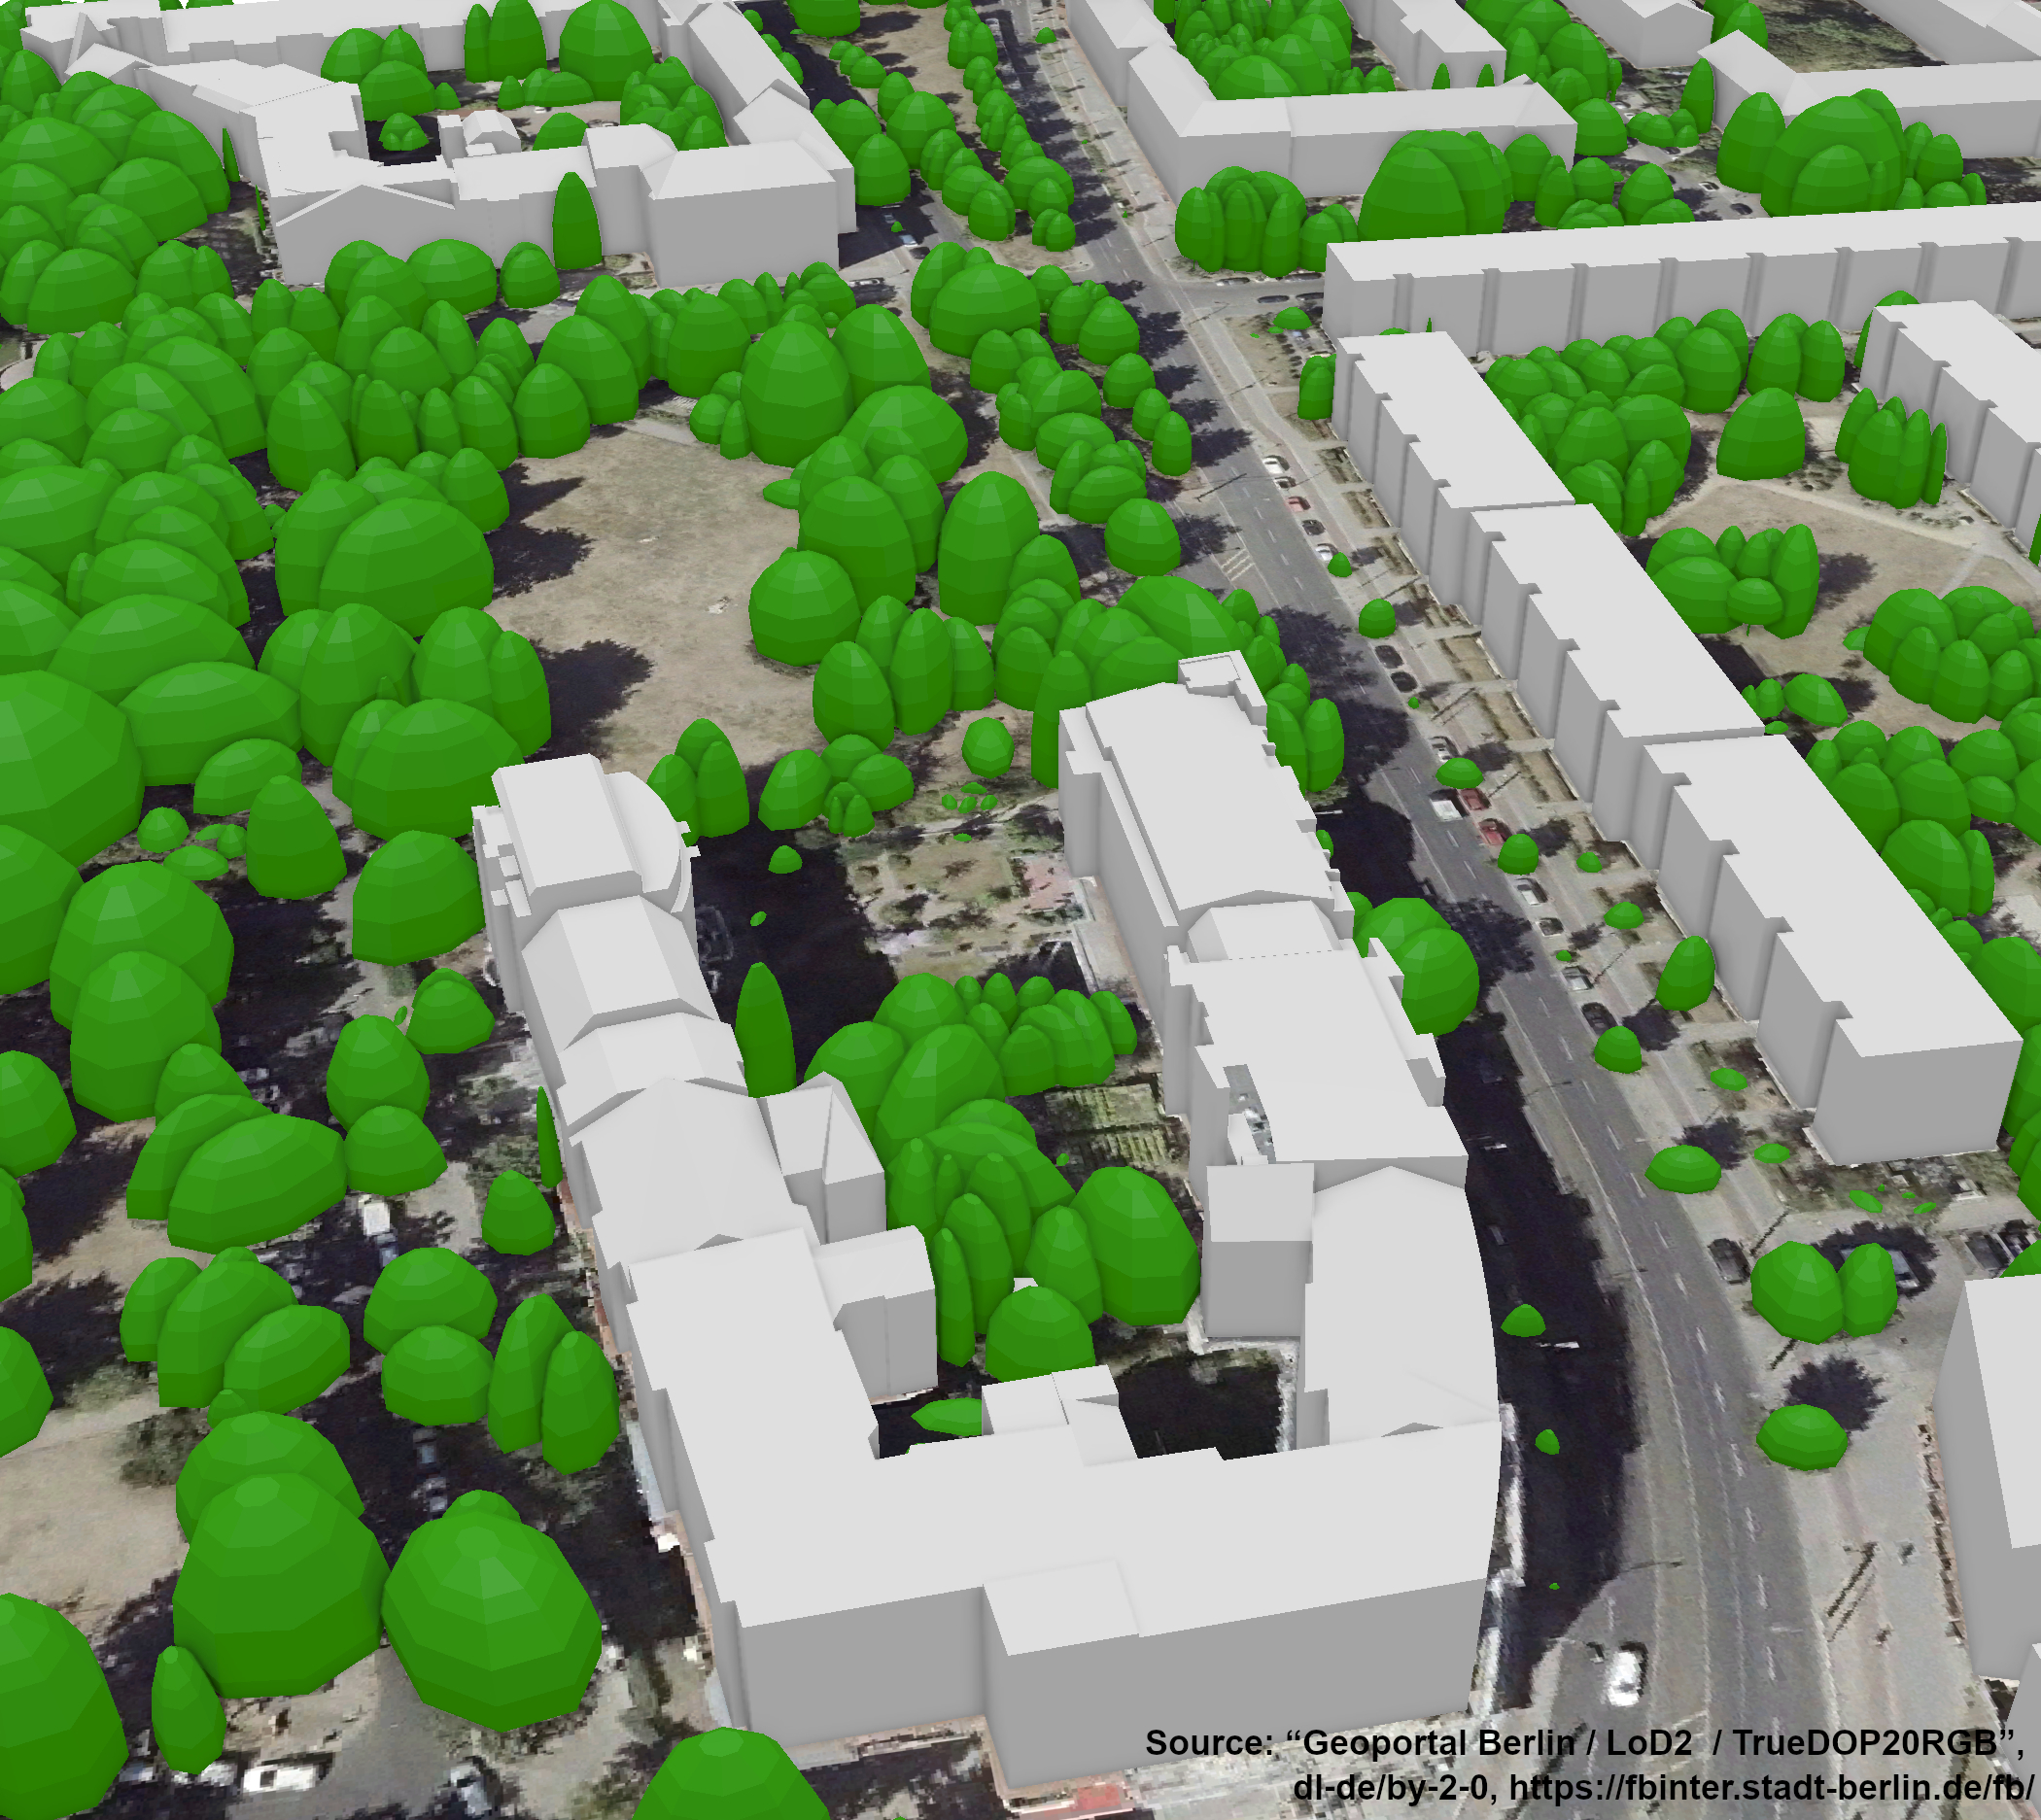 Source: “Geoportal Berlin / LoD2  / TrueDOP20RGB”,
dl-de/by-2-0, https://fbinter.stadt-berlin.de/fb/